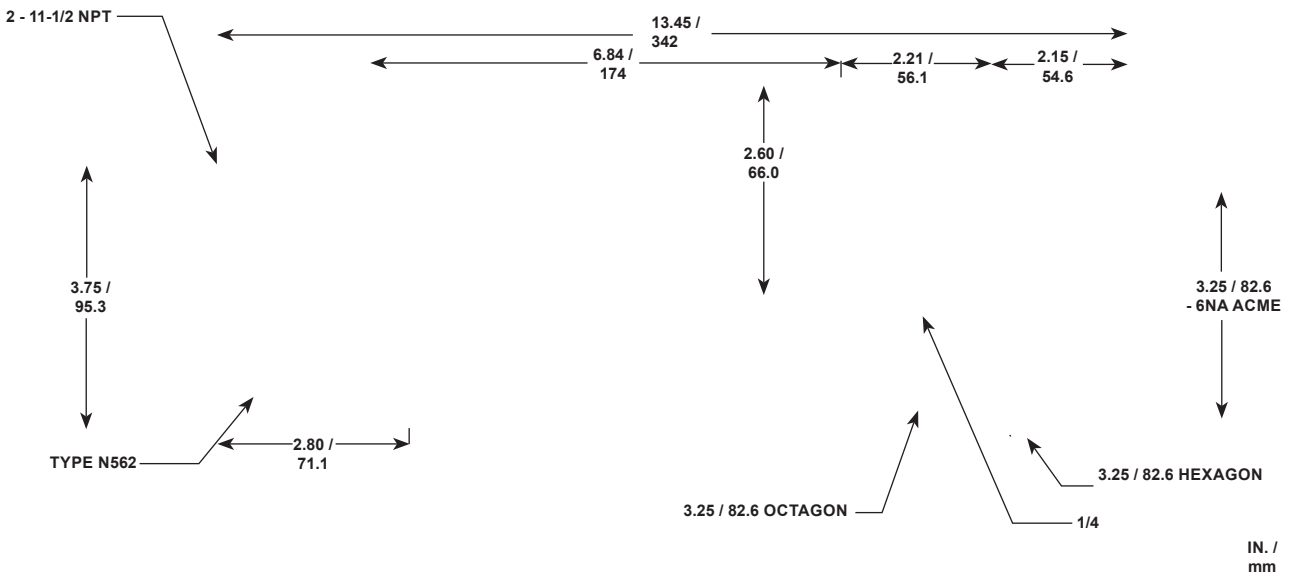 2 - 11-1/2 NPT
13.45 /
342
6.84 /
174
2.21 /
56.1
2.15 /
54.6
2.60 /
66.0
3.75 /
95.3
3.25 / 82.6
- 6NA ACME
2.80 /
71.1
TYPE N562
3.25 / 82.6 HEXAGON
3.25 / 82.6 OCTAGON
1/4
IN. /
mm